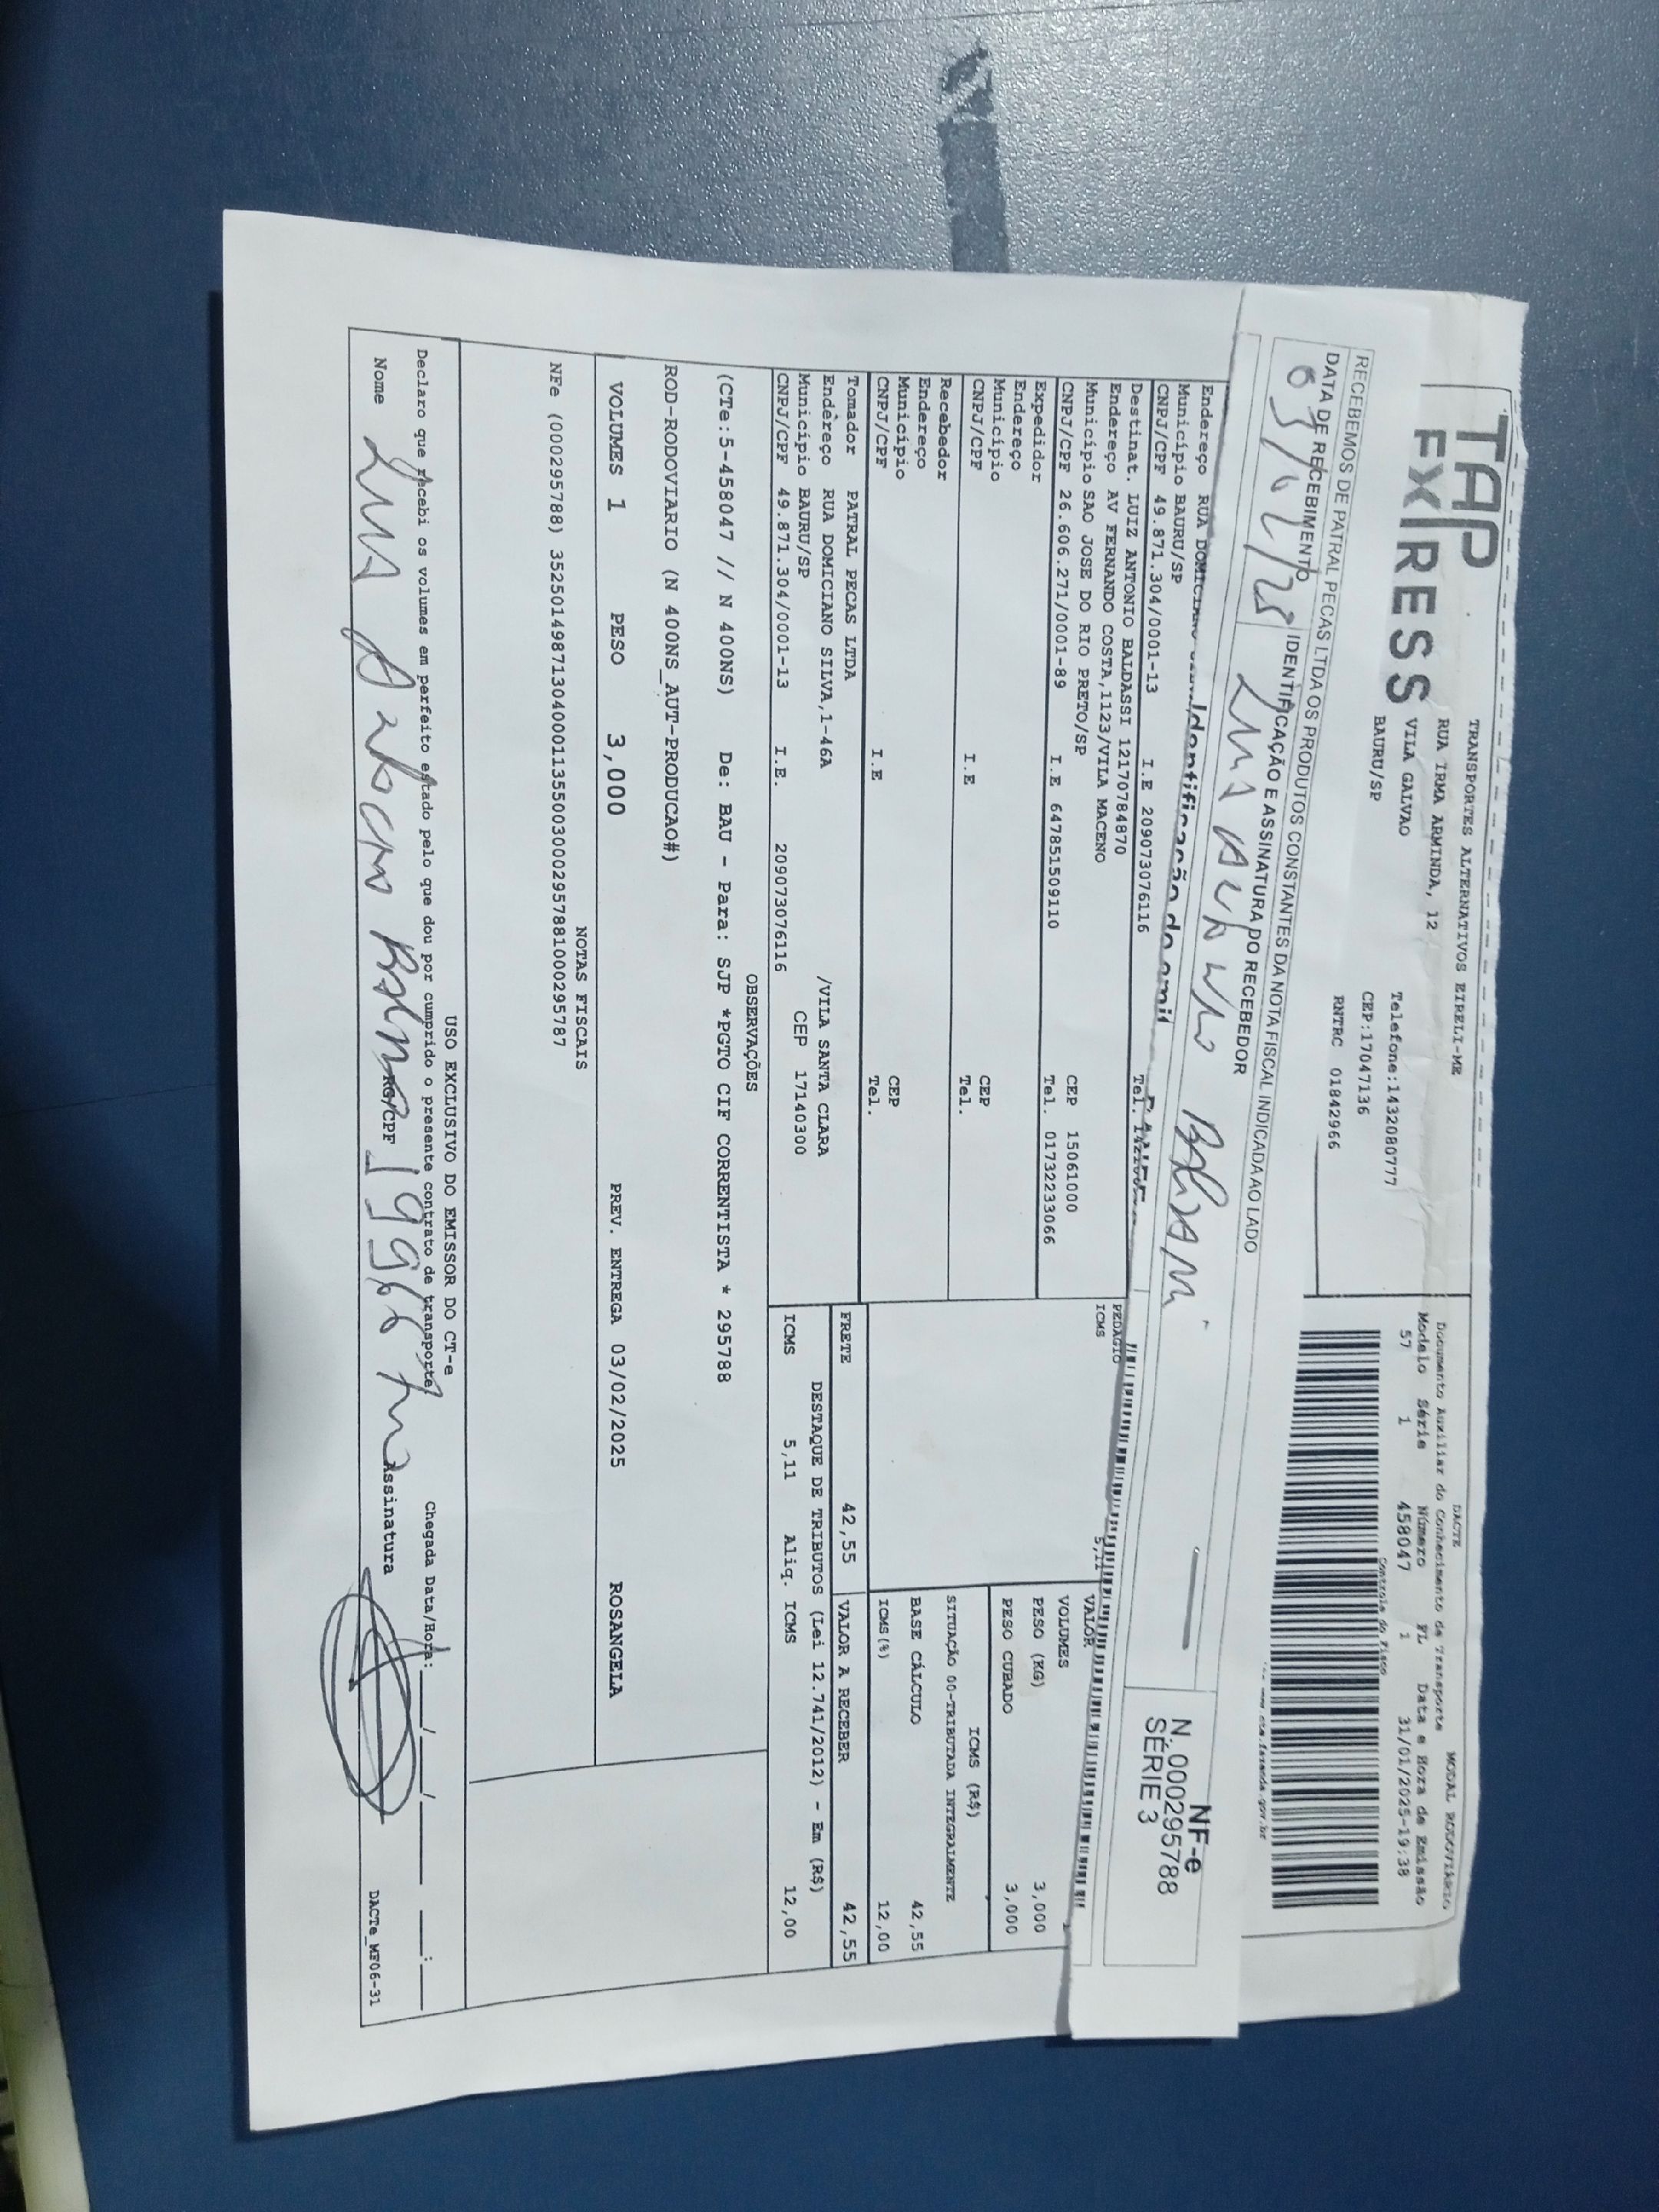 TAP
EXPRESS
TRANSPORTES ALTERNATIVOS EIRELI-ME
RUA IRMA ARMINDA, 12
VILA GALVAO
BAURU/SP
Telefone:1432080777
CEP:17047136
RNTRC 01842966
DACTE
MODAL RODOVIARIO
Documento Auxiliar do Conhecimento de Transporte
Modelo Série Número FL Data e Hora de Emissão
57 1 458047 1 31/01/2025-19:38
Controle do Fisco
RECEBEMOS DE PATRAL PECAS LTDA OS PRODUTOS CONSTANTES DA NOTA FISCAL INDICADA AO LADO
DATA DE RECEBIMENTO
IDENTIFICAÇÃO E ASSINATURA DO RECEBEDOR
NF-e
N. 000295788
SÉRIE 3
Endereço RUA
Município BAURU/SP
CNPJ/CPF 49.871.304/0001-13 I.E 209073076116
Destinat. LUIZ ANTONIO BALDASSI 12170784870
Endereço AV FERNANDO COSTA,1123/VILA MACENO
Município SAO JOSE DO RIO PRETO/SP CEP 15061000
CNPJ/CPF 26.606.271/0001-89 I.E 647851509110 Tel. 01732233066
Expedidor
Endereço
Município CEP
CNPJ/CPF I.E Tel.
Recebedor
Endereço
Município CEP
CNPJ/CPF I.E Tel.
Tomador PATRAL PECAS LTDA
Endereço RUA DOMICIANO SILVA,1-46A /VILA SANTA CLARA
Município BAURU/SP CEP 17140300
CNPJ/CPF 49.871.304/0001-13 I.E. 209073076116
PEDAGIO
ICMS 5,11
VALOR
VOLUMES
PESO (KG) 3,000
PESO CUBADO 3,000
ICMS (R$)
SITUAÇÃO 00-TRIBUTADA INTEGRALMENTE
BASE CÁLCULO 42,55
ICMS(%) 12,00
FRETE 42,55 VALOR A RECEBER 42,55
DESTAQUE DE TRIBUTOS (Lei 12.741/2012) - Em (R$)
ICMS 5,11 Aliq. ICMS 12,00
OBSERVAÇÕES
(CTe:5-458047 // N 400NS) De: BAU - Para: SJP *PGTO CIF CORRENTISTA * 295788
ROD-RODOVIARIO (N 400NS_AUT-PRODUCAO#)
VOLUMES 1 PESO 3,000 PREV. ENTREGA 03/02/2025 ROSANGELA
NOTAS FISCAIS
NFe (000295788) 35250149871304000113550030002957881000295787
USO EXCLUSIVO DO EMISSOR DO CT-e
Declaro que recebi os volumes em perfeito estado pelo que dou por cumprido o presente contrato de transporte
Chegada Data/Hora: __/__/____ __:__
Nome RG/CPF Assinatura
DACTe_MF06-31